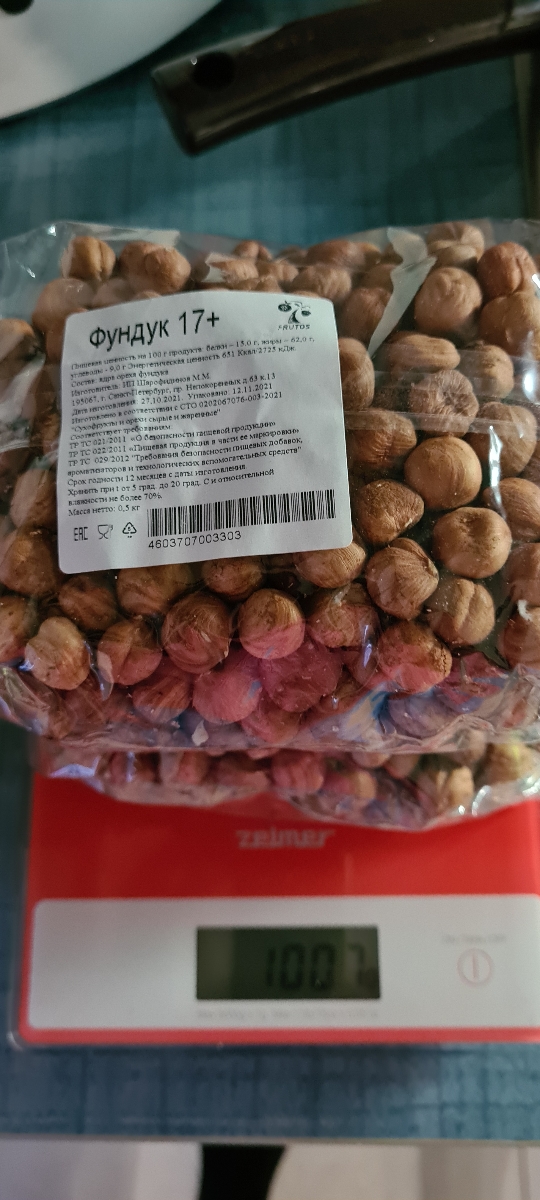 Фундук 17+
FRUTOS
Пищевая ценность на 100 г продукта: белки – 15,0 г, жиры – 62,0 г,
углеводы - 9,0 г Энергетическая ценность 651 Ккал/2725 кДж.
Состав: ядра ореха фундука
Изготовитель: ИП Шарофидинов М.М.
195067, г. Санкт-Петербург, пр. Непокоренных д.63 к.13
Дата изготовления: 27.10.2021. Упаковано: 12.11.2021
Изготовлено в соответствии с СТО 0202067076-003-2021
"Сухофрукты и орехи сырые и жаренные"
Соответствует требованиям:
ТР ТС 021/2011 «О безопасности пищевой продукции»
ТР ТС 022/2011 «Пищевая продукция в части ее маркировки»
ТР ТС 029/2012 "Требования безопасности пищевых добавок,
ароматизаторов и технологических вспомогательных средств"
Срок годности 12 месяцев с даты изготовления
Хранить при t от 5 град. до 20 град. С и относительной
влажности не более 70%.
Масса нетто: 0,5 кг
EAC
4603707003303
zelmer
1007